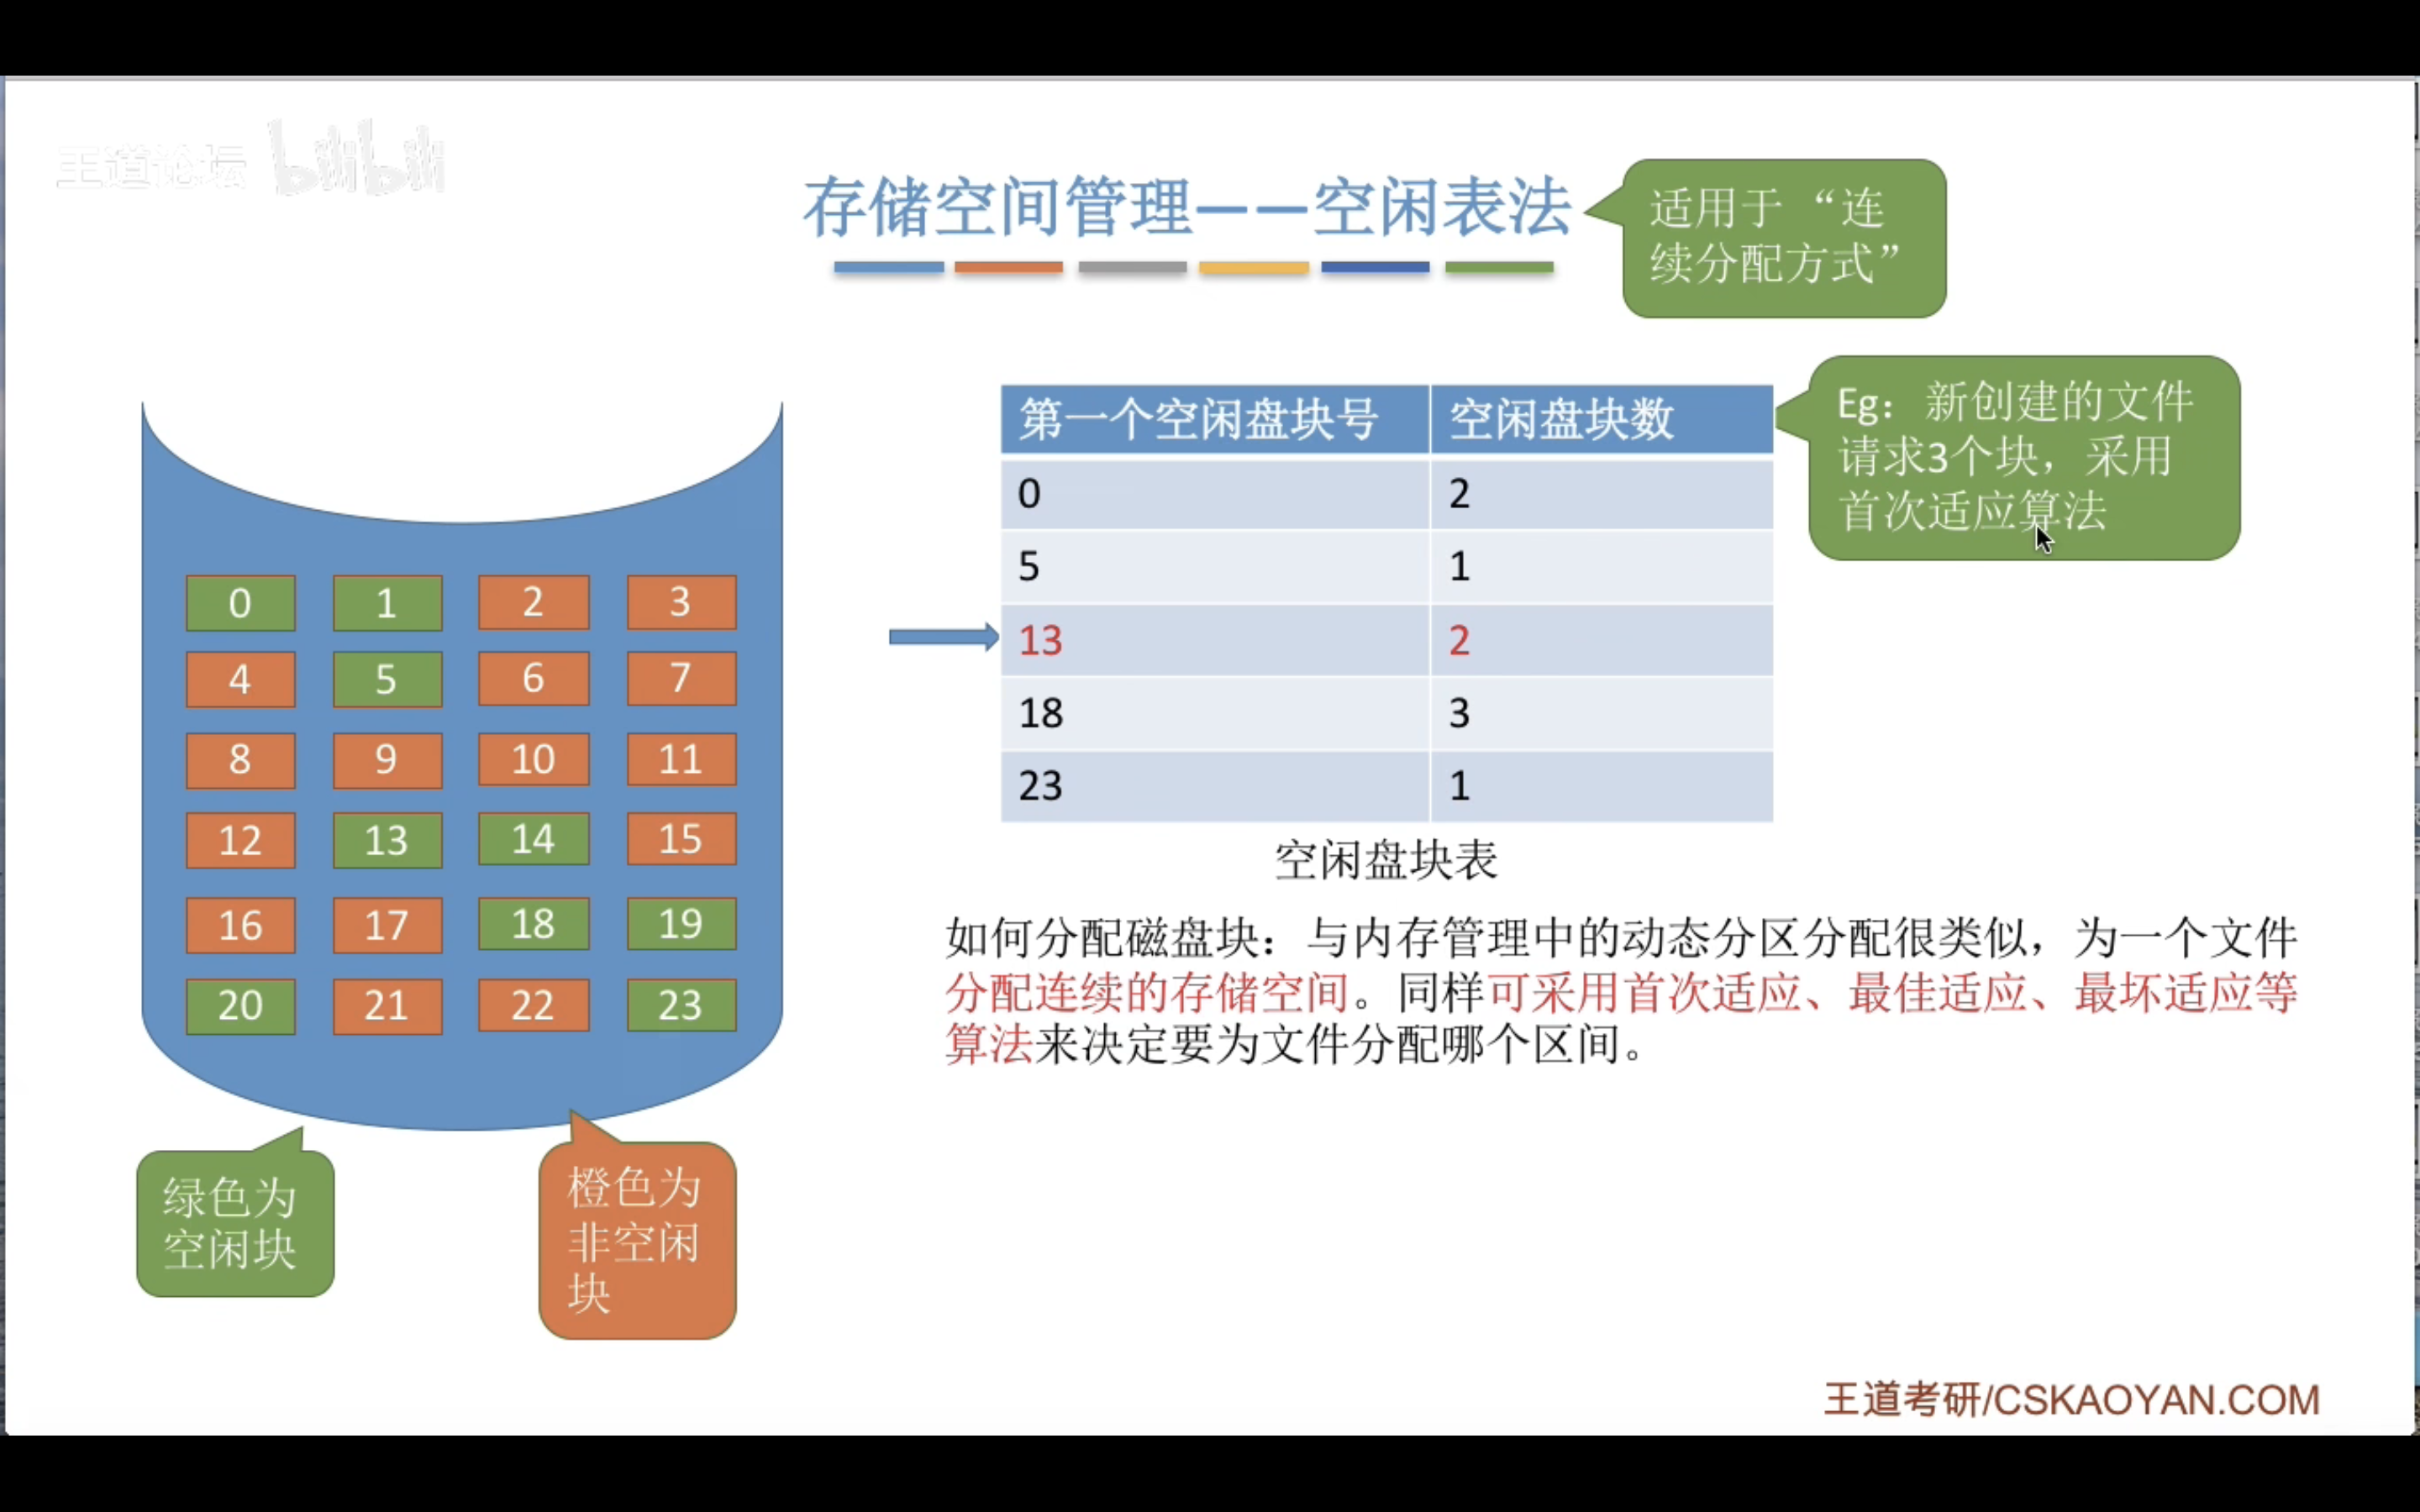 王道论坛 bilibili
存储空间管理——空闲表法
适用于“连
续分配方式”
第一个空闲盘块号 空闲盘块数
0 2
5 1
13 2
18 3
23 1
空闲盘块表
Eg：新创建的文件
请求3个块，采用
首次适应算法
0 1 2 3
4 5 6 7
8 9 10 11
12 13 14 15
16 17 18 19
20 21 22 23
绿色为
空闲块
橙色为
非空闲
块
如何分配磁盘块：与内存管理中的动态分区分配很类似，为一个文件
分配连续的存储空间。同样可采用首次适应、最佳适应、最坏适应等
算法来决定要为文件分配哪个区间。
王道考研/CSKAOYAN.COM